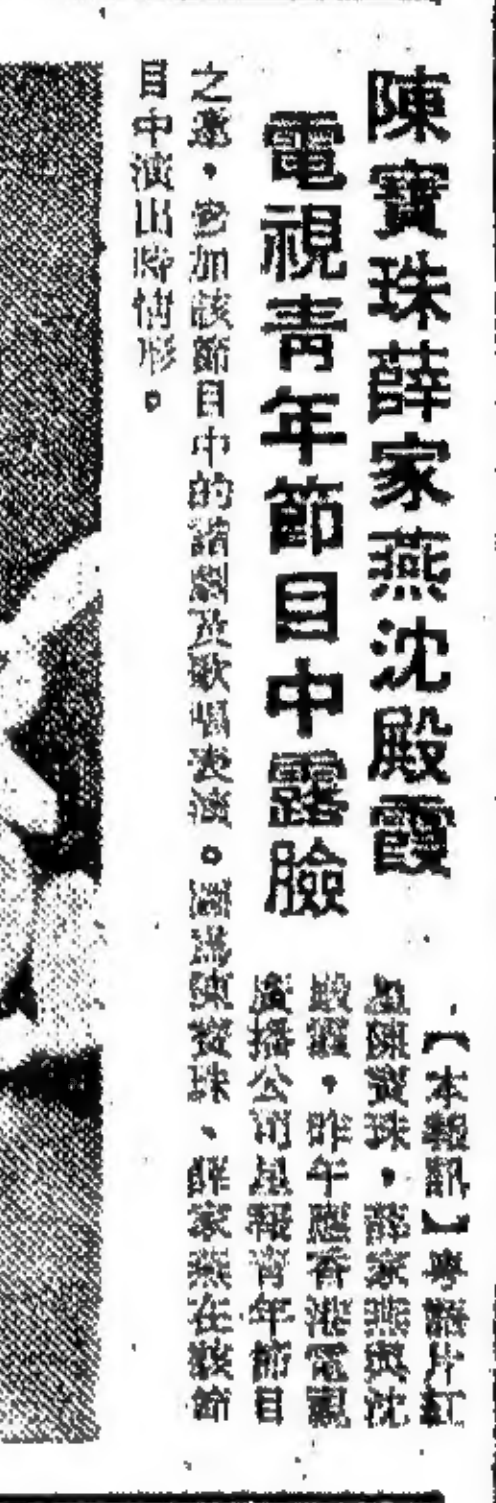 陳寶珠薛家燕沈殿霞
電視青年節目中露臉
【本報訊】粵語片紅
星陳寶珠,薛家燕與沈
殿霞,昨午應香港電視
廣播公司星報青年節目
之邀,參加該節目中的諧劇及歌唱表演。圖為陳寶珠、薛家燕在該節
目中演出時情形。